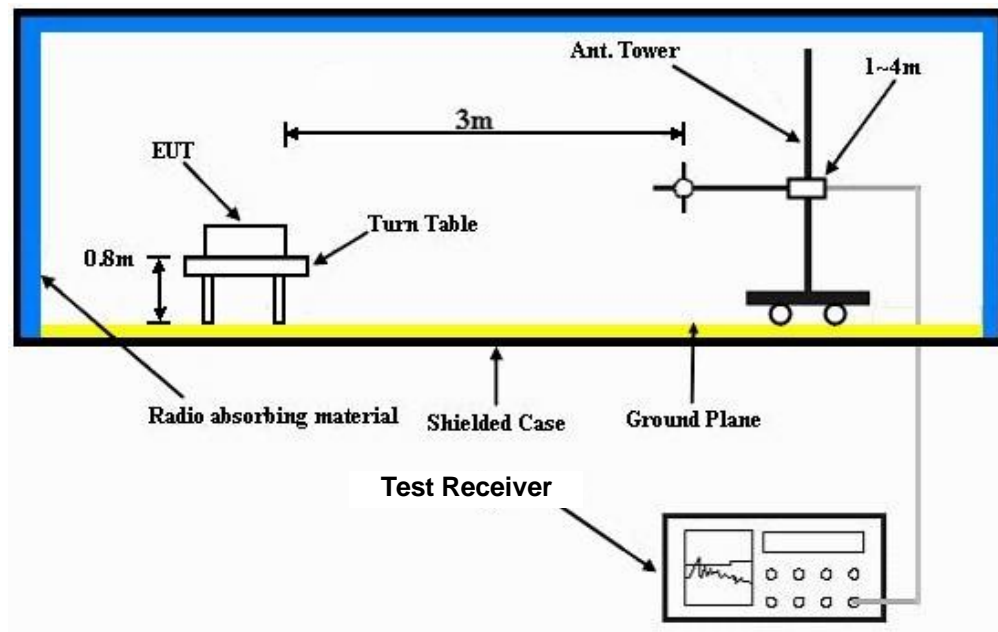 Ant. Tower
1~4m
3m
EUT
Turn Table
0.8m
Radio absorbing material
Shielded Case
Ground Plane
Test Receiver